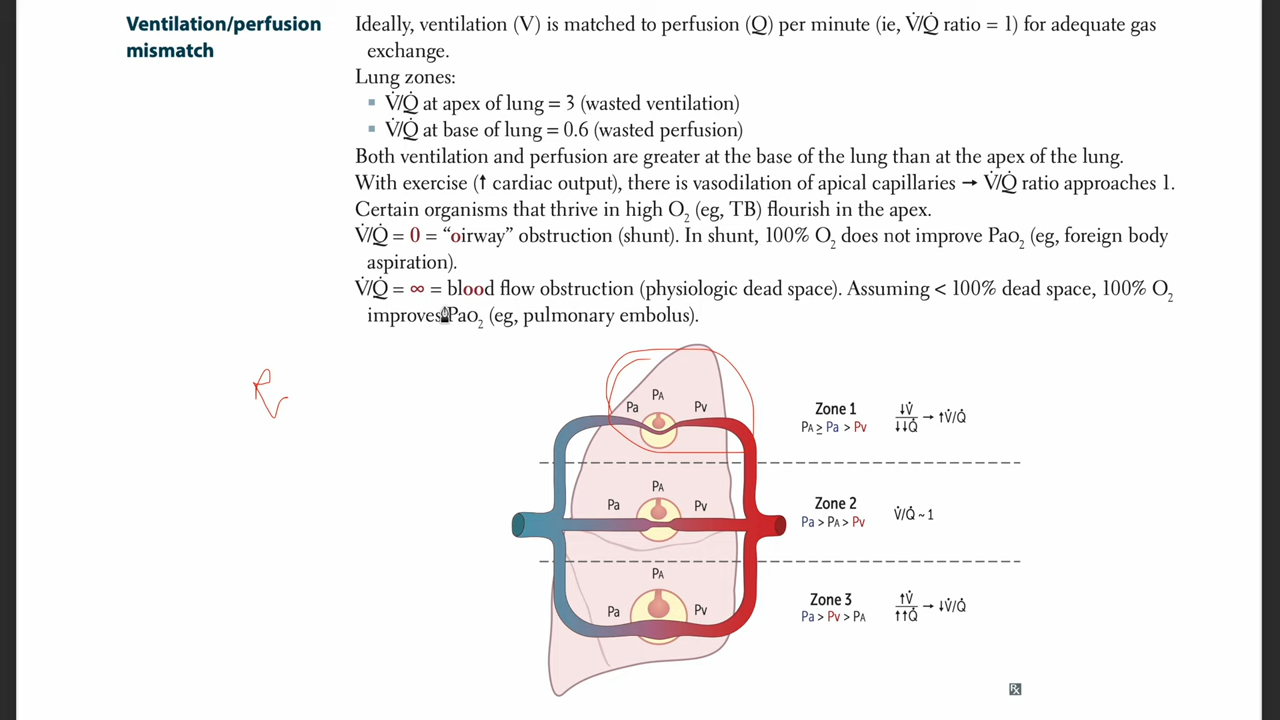 Ventilation/perfusion
mismatch
Ideally, ventilation (V) is matched to perfusion (Q) per minute (ie, V̇/Q̇ ratio = 1) for adequate gas
exchange.
Lung zones:
▪ V̇/Q̇ at apex of lung = 3 (wasted ventilation)
▪ V̇/Q̇ at base of lung = 0.6 (wasted perfusion)
Both ventilation and perfusion are greater at the base of the lung than at the apex of the lung.
With exercise (↑ cardiac output), there is vasodilation of apical capillaries → V̇/Q̇ ratio approaches 1.
Certain organisms that thrive in high O₂ (eg, TB) flourish in the apex.
V̇/Q̇ = 0 = “oirway” obstruction (shunt). In shunt, 100% O₂ does not improve PaO₂ (eg, foreign body
aspiration).
V̇/Q̇ = ∞ = blood flow obstruction (physiologic dead space). Assuming < 100% dead space, 100% O₂
improves PaO₂ (eg, pulmonary embolus).
PA
Pa Pv
Zone 1
PA ≥ Pa > Pv
↓V̇/↓↓Q̇ → ↑V̇/Q̇
PA
Pa Pv
Zone 2
Pa > PA > Pv
V̇/Q̇ ~ 1
PA
Pa Pv
Zone 3
Pa > Pv > PA
↑V̇/↑↑Q̇ → ↓V̇/Q̇
Rx